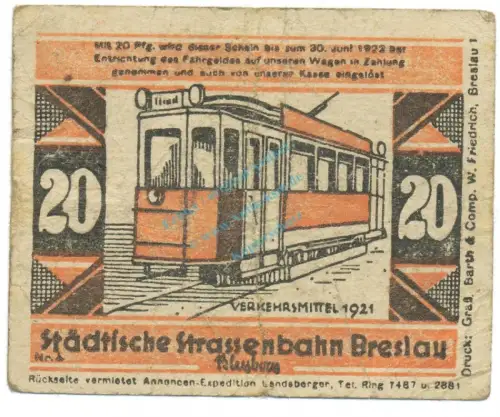 Mit 20 Pfg. wird dieser Schein bis zum 30. Juni 1922 bei
Entrichtung des Fahrgeldes auf unseren Wagen in Zahlung
genommen und auch von unserer Kasse eingelöst
20
20
VERKEHRSMITTEL 1921
Städtische Strassenbahn Breslau
Nr.
Rückseite vermietet Annoncen-Expedition Landsberger, Tel. Ring 7487 u. 2881
Druck: Graß, Barth & Comp. W. Friedrich, Breslau I